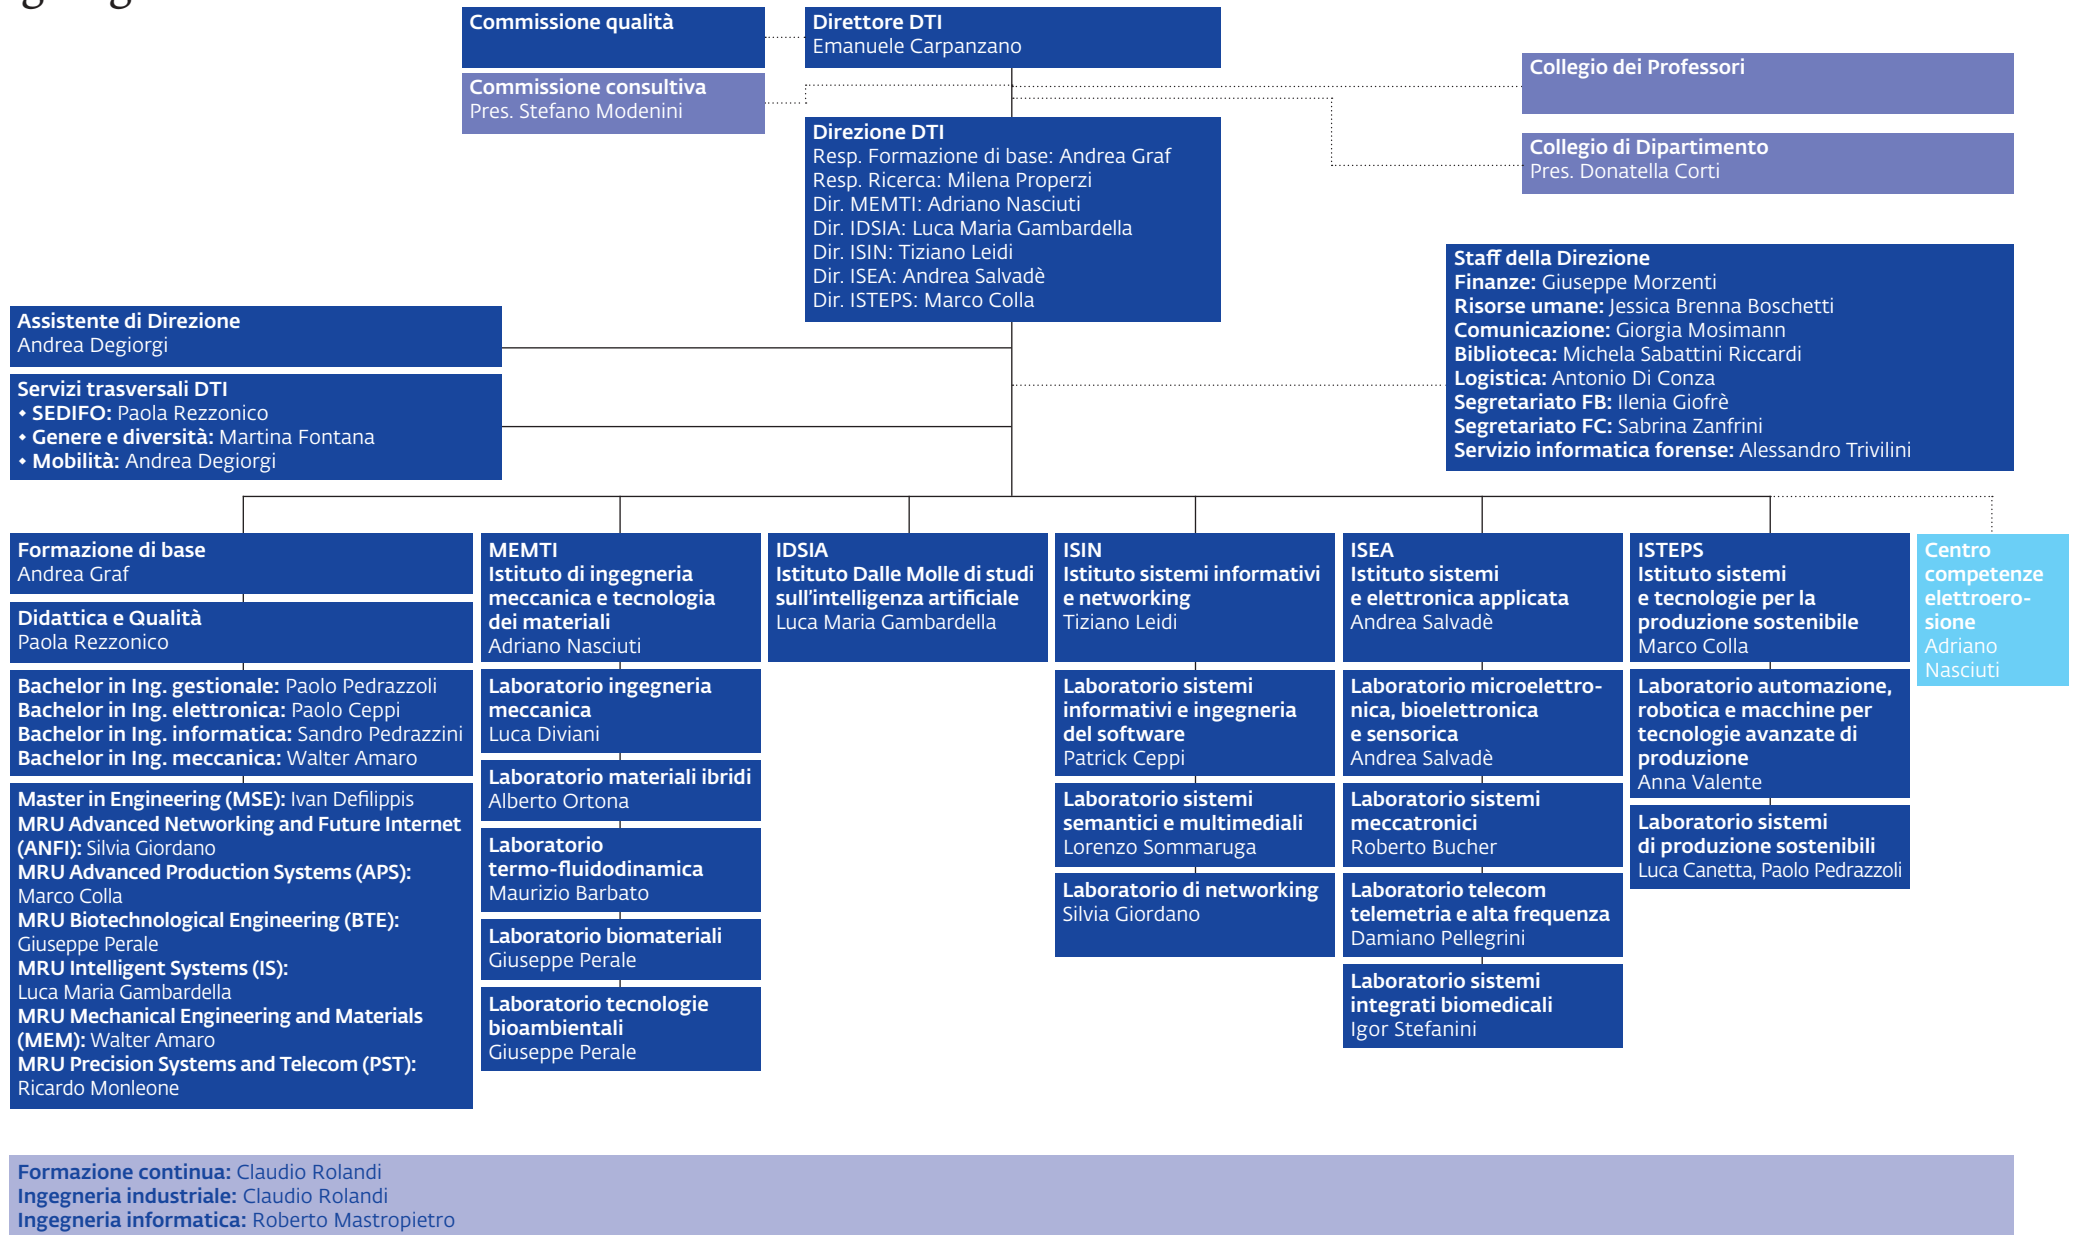 Commissione qualità
Direttore DTI
Emanuele Carpanzano
Commissione consultiva
Pres. Stefano Modenini
Collegio dei Professori
Direzione DTI
Resp. Formazione di base: Andrea Graf
Resp. Ricerca: Milena Properzi
Dir. MEMTI: Adriano Nasciuti
Dir. IDSIA: Luca Maria Gambardella
Dir. ISIN: Tiziano Leidi
Dir. ISEA: Andrea Salvadè
Dir. ISTEPS: Marco Colla
Collegio di Dipartimento
Pres. Donatella Corti
Staff della Direzione
Finanze: Giuseppe Morzenti
Risorse umane: Jessica Brenna Boschetti
Comunicazione: Giorgia Mosimann
Biblioteca: Michela Sabattini Riccardi
Logistica: Antonio Di Conza
Segretariato FB: Ilenia Giofrè
Segretariato FC: Sabrina Zanfrini
Servizio informatica forense: Alessandro Trivilini
Assistente di Direzione
Andrea Degiorgi
Servizi trasversali DTI
• SEDIFO: Paola Rezzonico
• Genere e diversità: Martina Fontana
• Mobilità: Andrea Degiorgi
Formazione di base
Andrea Graf
Didattica e Qualità
Paola Rezzonico
Bachelor in Ing. gestionale: Paolo Pedrazzoli
Bachelor in Ing. elettronica: Paolo Ceppi
Bachelor in Ing. informatica: Sandro Pedrazzini
Bachelor in Ing. meccanica: Walter Amaro
Master in Engineering (MSE): Ivan Defilippis
MRU Advanced Networking and Future Internet
(ANFI): Silvia Giordano
MRU Advanced Production Systems (APS):
Marco Colla
MRU Biotechnological Engineering (BTE):
Giuseppe Perale
MRU Intelligent Systems (IS):
Luca Maria Gambardella
MRU Mechanical Engineering and Materials
(MEM): Walter Amaro
MRU Precision Systems and Telecom (PST):
Ricardo Monleone
MEMTI
Istituto di ingegneria
meccanica e tecnologia
dei materiali
Adriano Nasciuti
Laboratorio ingegneria
meccanica
Luca Diviani
Laboratorio materiali ibridi
Alberto Ortona
Laboratorio
termo-fluidodinamica
Maurizio Barbato
Laboratorio biomateriali
Giuseppe Perale
Laboratorio tecnologie
bioambientali
Giuseppe Perale
IDSIA
Istituto Dalle Molle di studi
sull'intelligenza artificiale
Luca Maria Gambardella
ISIN
Istituto sistemi informativi
e networking
Tiziano Leidi
Laboratorio sistemi
informativi e ingegneria
del software
Patrick Ceppi
Laboratorio sistemi
semantici e multimediali
Lorenzo Sommaruga
Laboratorio di networking
Silvia Giordano
ISEA
Istituto sistemi
e elettronica applicata
Andrea Salvadè
Laboratorio microelettro-
nica, bioelettronica
e sensorica
Andrea Salvadè
Laboratorio sistemi
meccatronici
Roberto Bucher
Laboratorio telecom
telemetria e alta frequenza
Damiano Pellegrini
Laboratorio sistemi
integrati biomedicali
Igor Stefanini
ISTEPS
Istituto sistemi
e tecnologie per la
produzione sostenibile
Marco Colla
Laboratorio automazione,
robotica e macchine per
tecnologie avanzate di
produzione
Anna Valente
Laboratorio sistemi
di produzione sostenibili
Luca Canetta, Paolo Pedrazzoli
Centro
competenze
elettroero-
sione
Adriano
Nasciuti
Formazione continua: Claudio Rolandi
Ingegneria industriale: Claudio Rolandi
Ingegneria informatica: Roberto Mastropietro